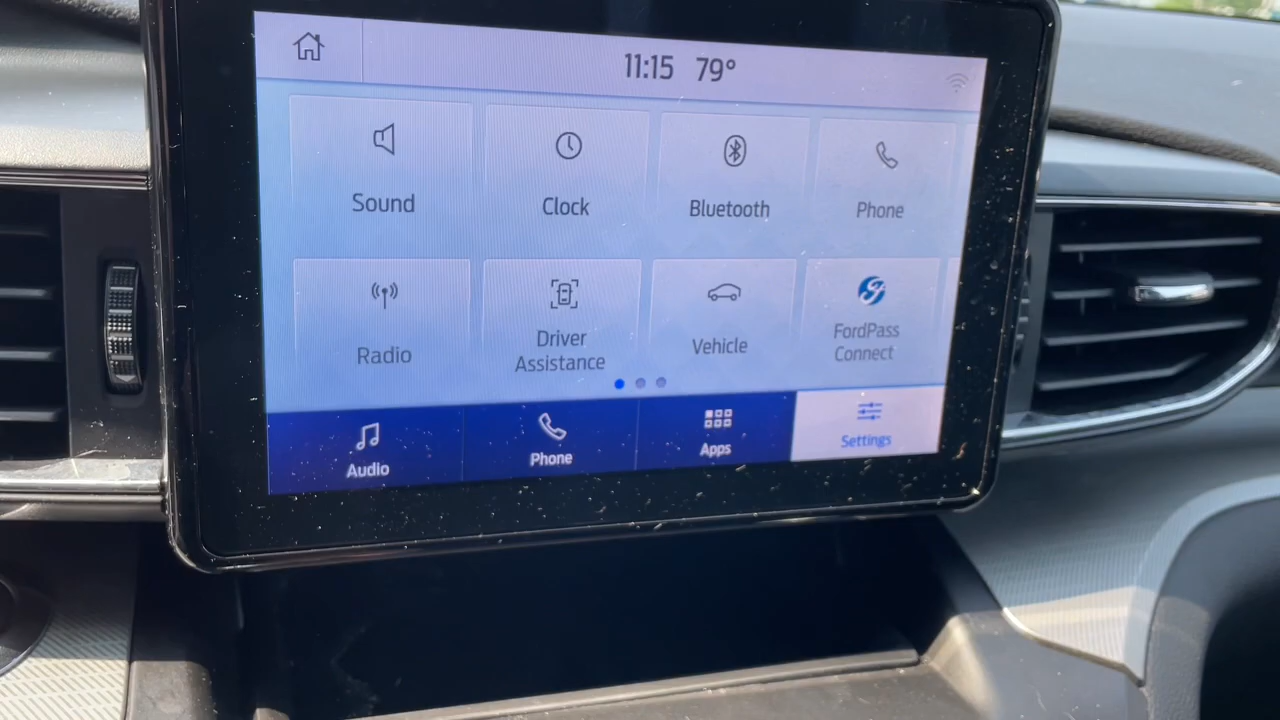 11:15 79°
Sound
Clock
Bluetooth
Phone
Radio
Driver
Assistance
Vehicle
FordPass
Connect
Audio
Phone
Apps
Settings